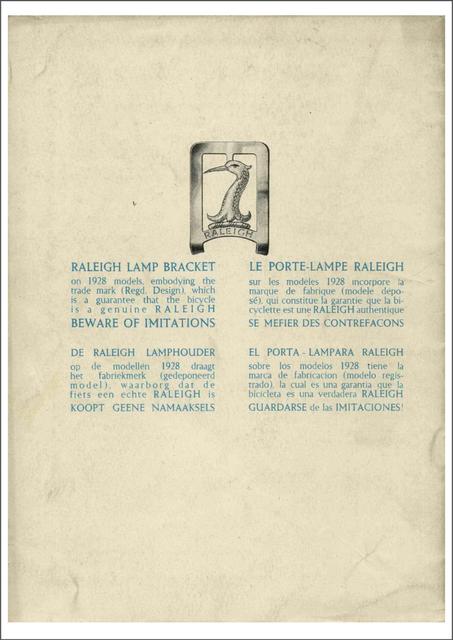 RALEIGH
RALEIGH LAMP BRACKET
on 1928 models, embodying the
trade mark (Regd. Design), which
is a guarantee that the bicycle
is a genuine RALEIGH
BEWARE OF IMITATIONS
LE PORTE-LAMPE RALEIGH
sur les modeles 1928 incorpore la
marque de fabrique (modele depo-
sé), qui constitue la garantie que la bi-
cyclette est une RALEIGH authentique
SE MEFIER DES CONTREFACONS
DE RALEIGH LAMPHOUDER
op de modellen 1928 draagt
het fabriekmerk (gedeponeerd
model), waarborg dat de
fiets een echte RALEIGH is
KOOPT GEENE NAMAAKSELS
EL PORTA-LAMPARA RALEIGH
sobre los modelos 1928 tiene la
marca de fabricacion (modelo regis-
trado), la cual es una garantia que la
bicicleta es una verdadera RALEIGH
GUARDARSE de las IMITACIONES!